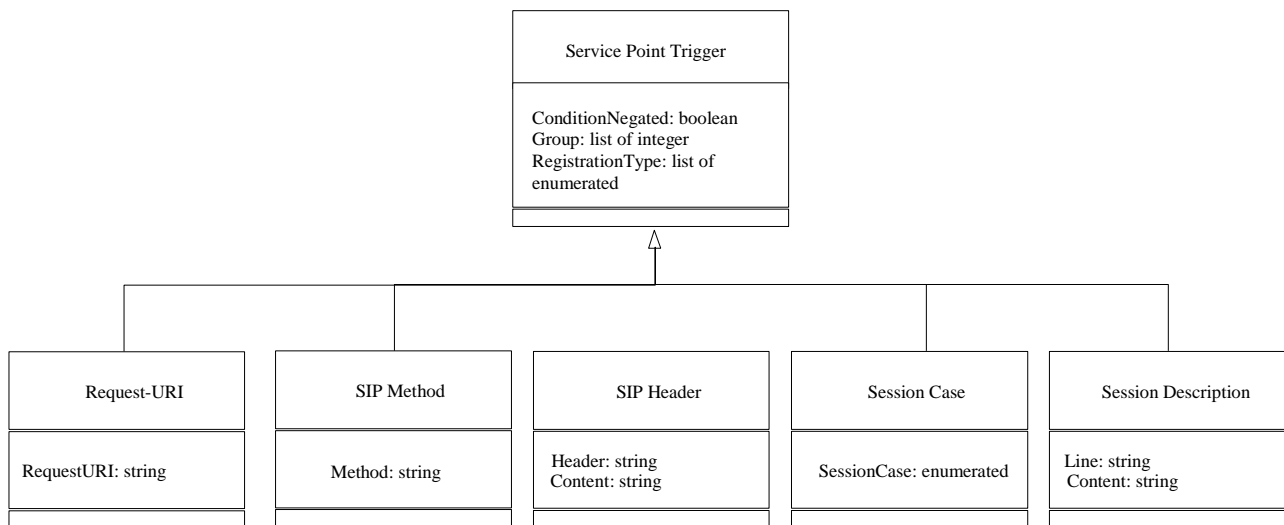 Service Point Trigger
ConditionNegated: boolean
Group: list of integer
RegistrationType: list of
enumerated
Request-URI
SIP Method
SIP Header
Session Case
Session Description
RequestURI: string
Method: string
Header: string
Content: string
SessionCase: enumerated
Line: string
Content: string